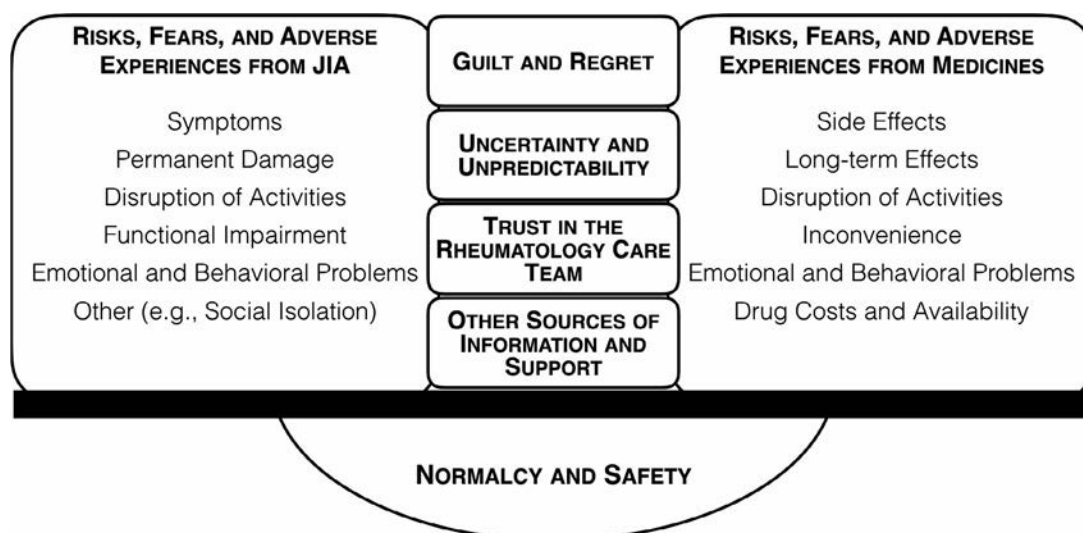 RISKS, FEARS, AND ADVERSE
EXPERIENCES FROM JIA
Symptoms
Permanent Damage
Disruption of Activities
Functional Impairment
Emotional and Behavioral Problems
Other (e.g., Social Isolation)
GUILT AND REGRET
UNCERTAINTY AND
UNPREDICTABILITY
TRUST IN THE
RHEUMATOLOGY CARE
TEAM
OTHER SOURCES OF
INFORMATION AND
SUPPORT
RISKS, FEARS, AND ADVERSE
EXPERIENCES FROM MEDICINES
Side Effects
Long-term Effects
Disruption of Activities
Inconvenience
Emotional and Behavioral Problems
Drug Costs and Availability
NORMALCY AND SAFETY